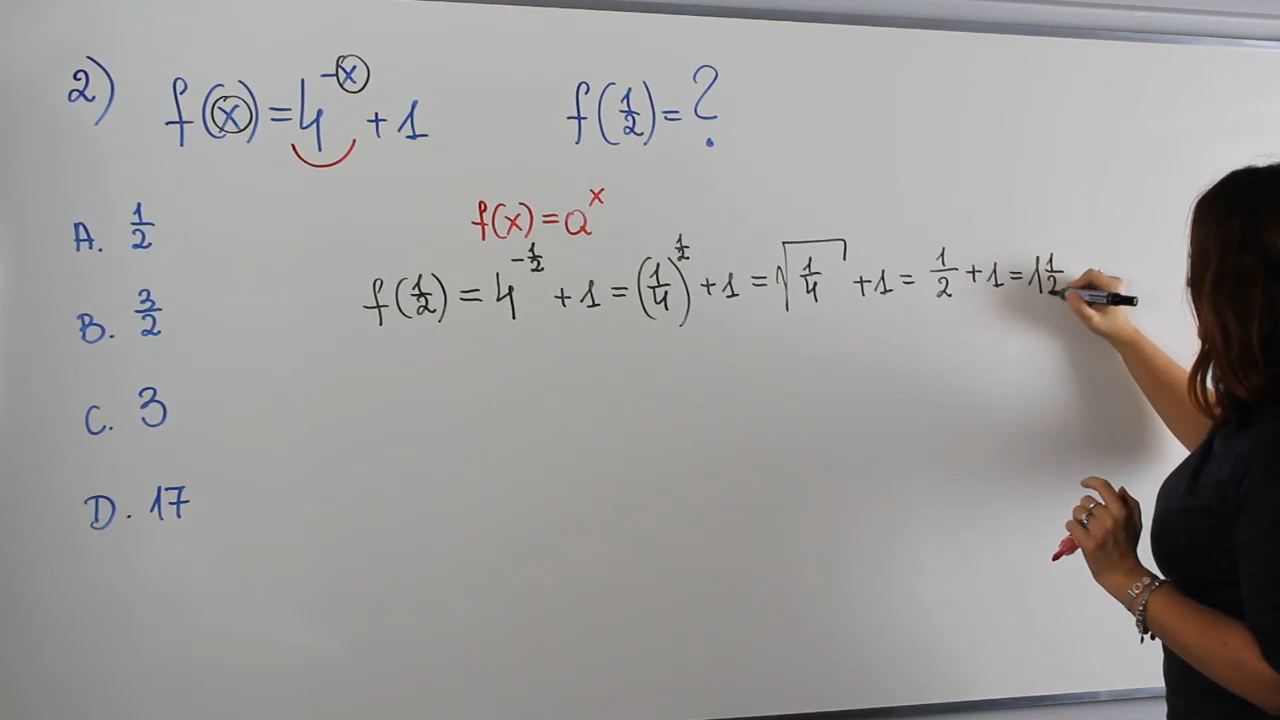 2) f(x) = 4^{-x} + 1 f(1/2) = ?
A. 1/2
f(x) = a^x
f(1/2) = 4^{-1/2} + 1 = (1/4)^{1/2} + 1 = √(1/4) + 1 = 1/2 + 1 = 1 1/2
B. 3/2
C. 3
D. 17